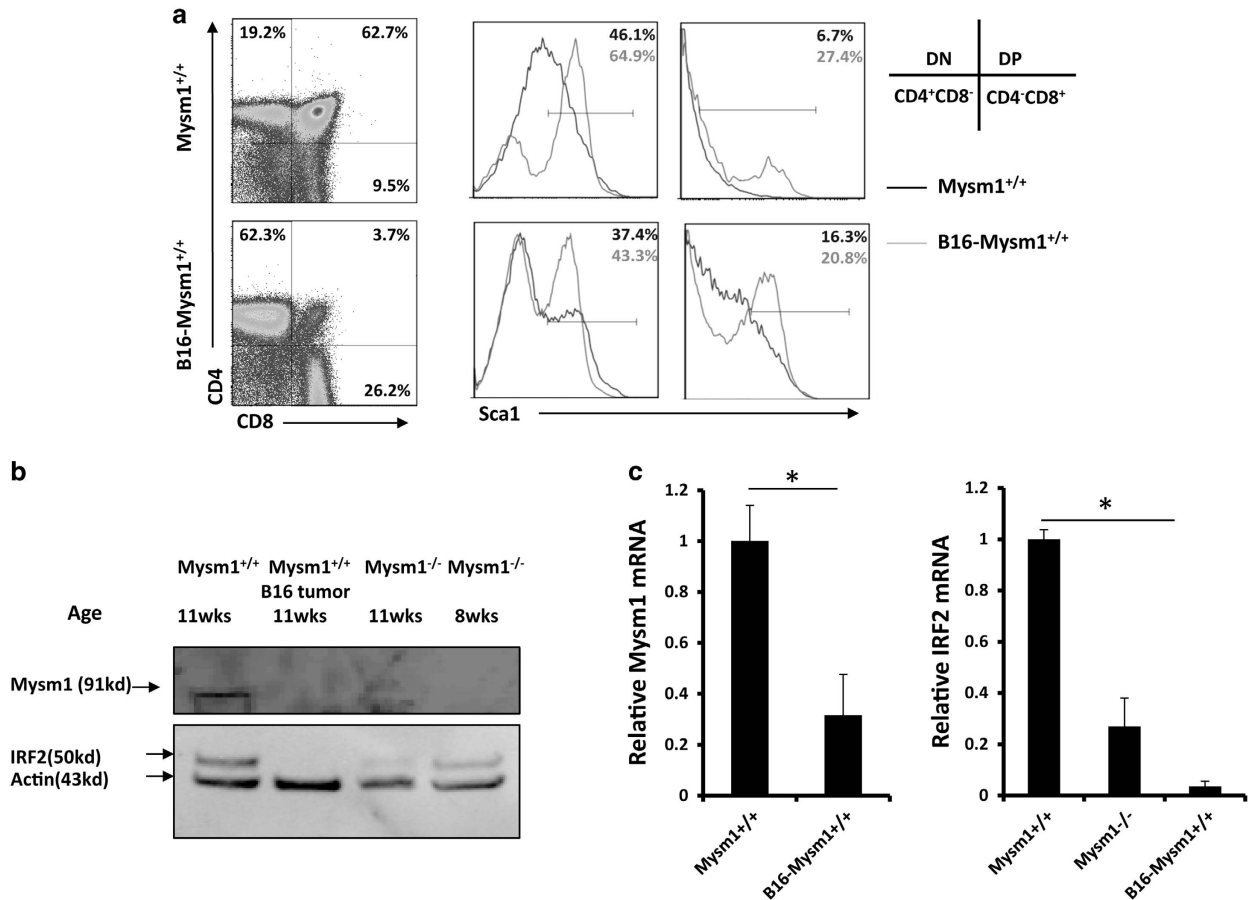 a
19.2% 62.7%
9.5%
Mysm1+/+
46.1%
64.9%
6.7%
27.4%
DN DP
CD4+CD8- CD4-CD8+
Mysm1+/+
B16-Mysm1+/+
62.3% 3.7%
26.2%
B16-Mysm1+/+
37.4%
43.3%
16.3%
20.8%
CD4
CD8
Sca1
b
Mysm1+/+ Mysm1+/+ Mysm1-/- Mysm1-/-
B16 tumor
Age 11wks 11wks 11wks 8wks
Mysm1 (91kd)
IRF2(50kd)
Actin(43kd)
c
Relative Mysm1 mRNA
1.2
1
0.8
0.6
0.4
0.2
0
*
Mysm1+/+
B16-Mysm1+/+
Relative IRF2 mRNA
1.2
1
0.8
0.6
0.4
0.2
0
*
Mysm1+/+
Mysm1-/-
B16-Mysm1+/+